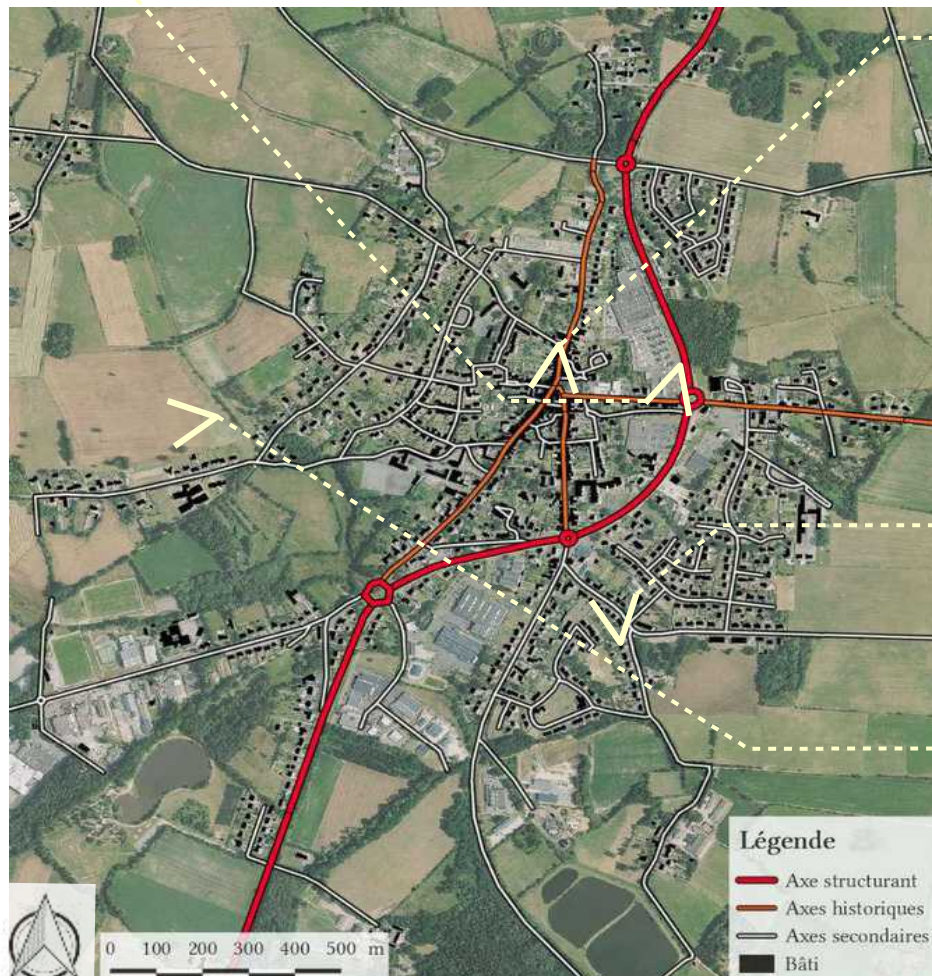 Légende
Axe structurant
Axes historiques
Axes secondaires
Bâti
0 100 200 300 400 500 m